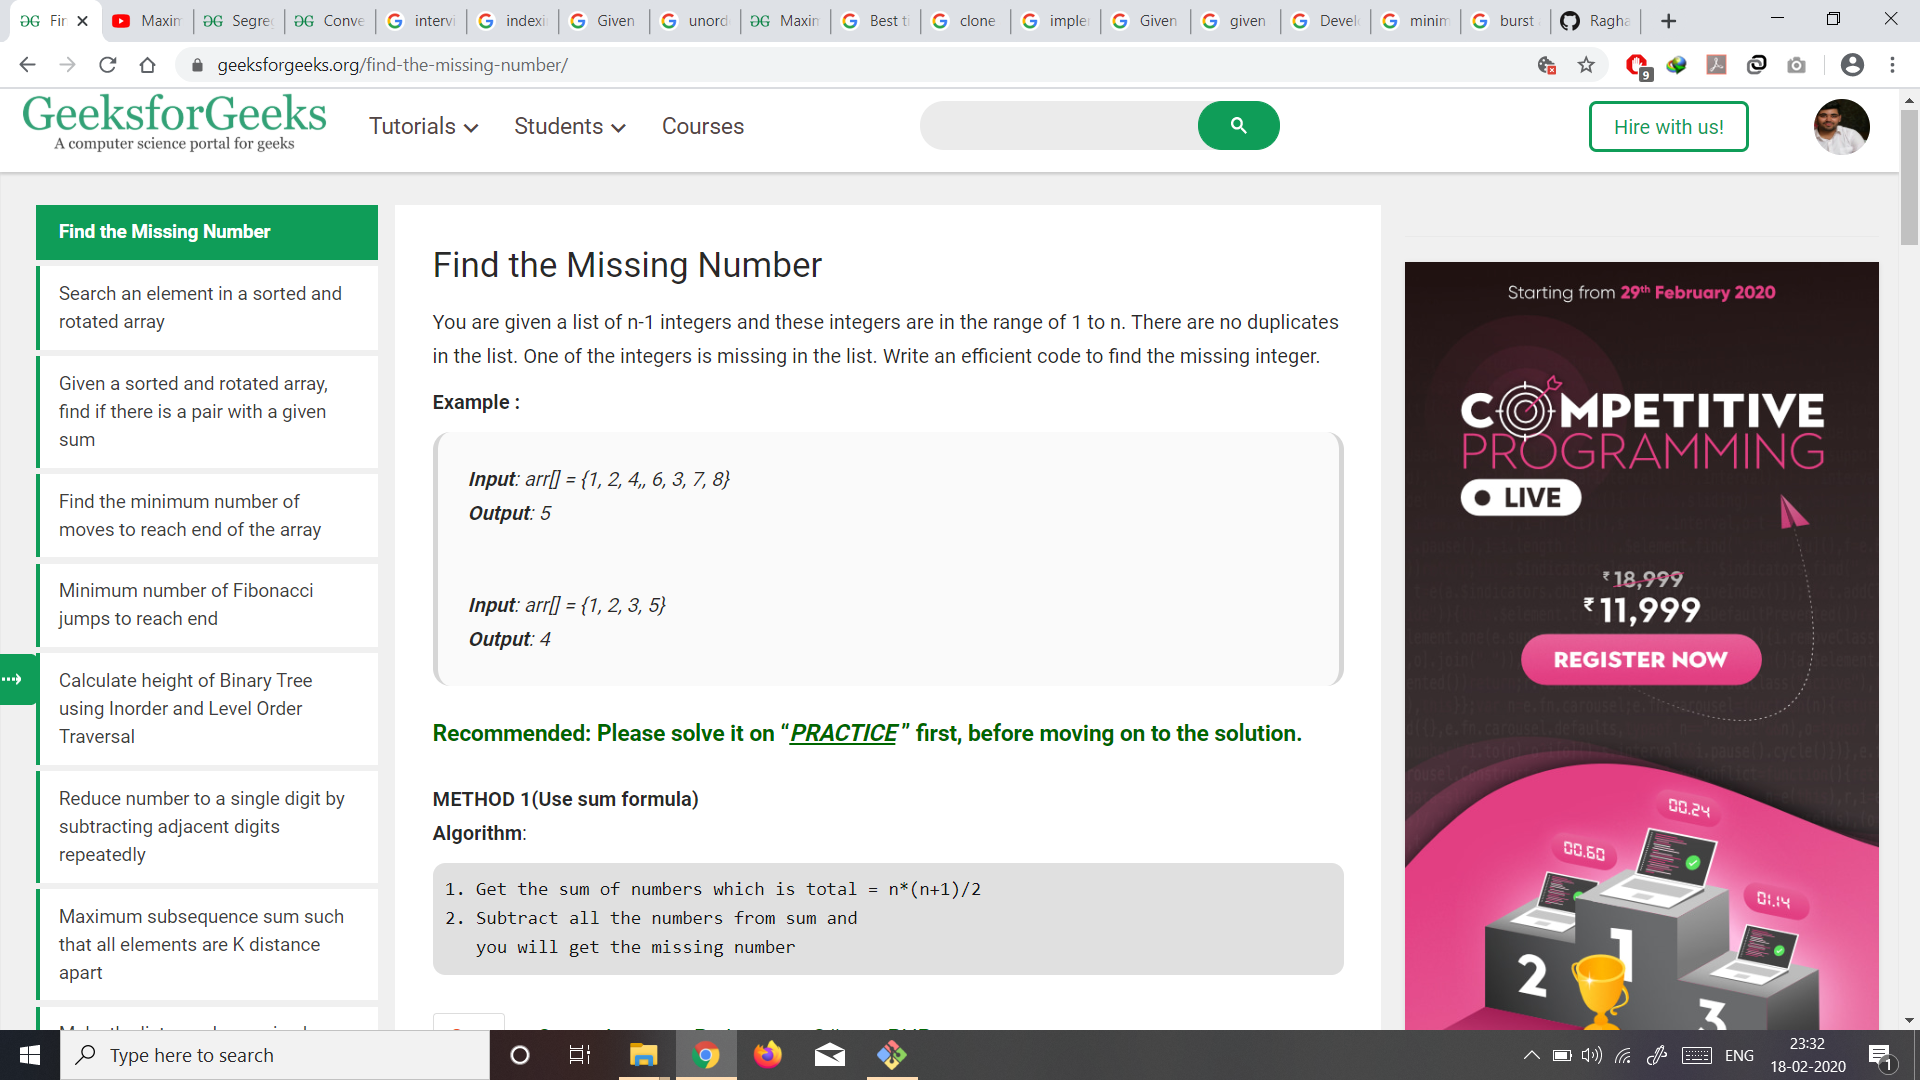 Fir
Maxim
Segreg
Conve
intervi
indexi
Given
unord
Maxim
Best ti
clone
impler
Given
given
Develo
minim
burst
Ragha
geeksforgeeks.org/find-the-missing-number/
9
GeeksforGeeks
A computer science portal for geeks
Tutorials
Students
Courses
Hire with us!
Find the Missing Number
Search an element in a sorted and
rotated array
Given a sorted and rotated array,
find if there is a pair with a given
sum
Find the minimum number of
moves to reach end of the array
Minimum number of Fibonacci
jumps to reach end
Calculate height of Binary Tree
using Inorder and Level Order
Traversal
Reduce number to a single digit by
subtracting adjacent digits
repeatedly
Maximum subsequence sum such
that all elements are K distance
apart
Find the Missing Number
You are given a list of n-1 integers and these integers are in the range of 1 to n. There are no duplicates
in the list. One of the integers is missing in the list. Write an efficient code to find the missing integer.
Example :
Input: arr[] = {1, 2, 4,, 6, 3, 7, 8}
Output: 5
Input: arr[] = {1, 2, 3, 5}
Output: 4
Recommended: Please solve it on “PRACTICE ” first, before moving on to the solution.
METHOD 1(Use sum formula)
Algorithm:
1. Get the sum of numbers which is total = n*(n+1)/2
2. Subtract all the numbers from sum and
you will get the missing number
Starting from 29th February 2020
COMPETITIVE
PROGRAMMING
LIVE
₹18,999
₹11,999
REGISTER NOW
00.24
00.60
01.14
1
2
3
Type here to search
ENG
23:32
18-02-2020
1